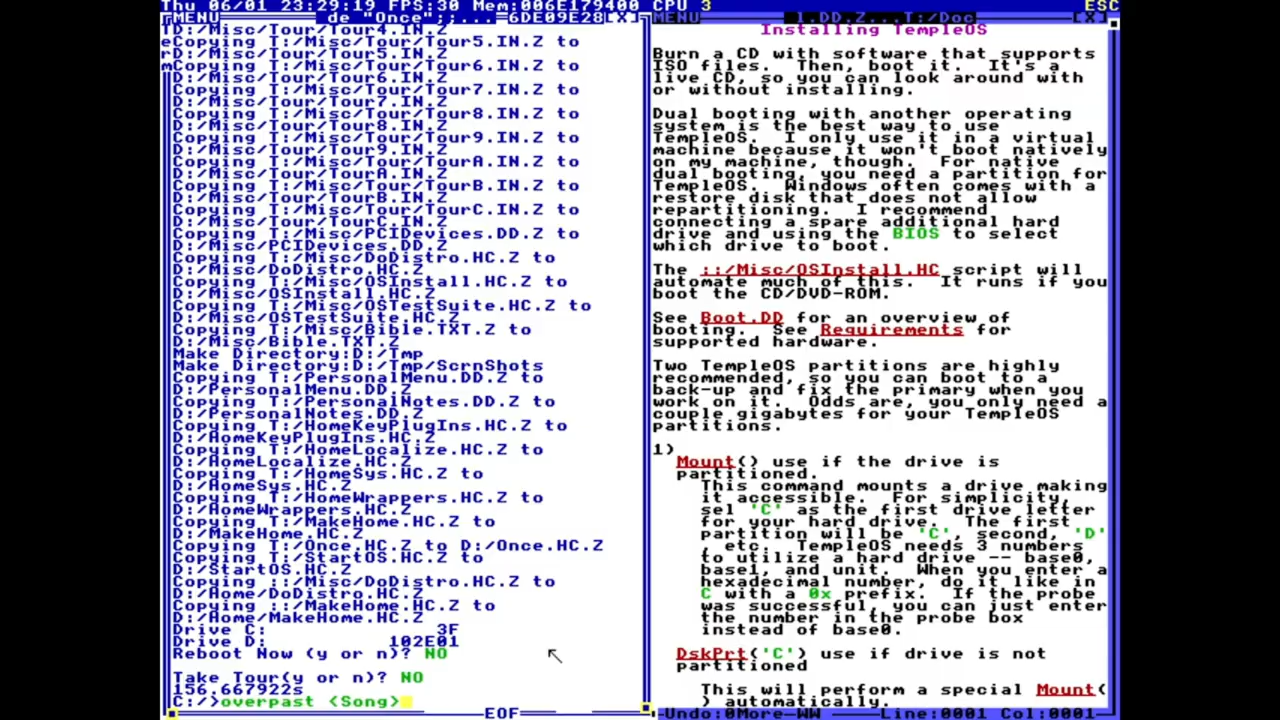 Thu 06/01 23:29:19 FPS:30 Mem:006E179400 CPU 3 ESC
MENU de "Once";;... 6DE09E28[X]
TD:/Misc/Tour/Tour4.IN.Z
eCopying T:/Misc/Tour/Tour5.IN.Z to
rD:/Misc/Tour/Tour5.IN.Z
mCopying T:/Misc/Tour/Tour6.IN.Z to
D:/Misc/Tour/Tour6.IN.Z
Copying T:/Misc/Tour/Tour7.IN.Z to
D:/Misc/Tour/Tour7.IN.Z
Copying T:/Misc/Tour/Tour8.IN.Z to
D:/Misc/Tour/Tour8.IN.Z
Copying T:/Misc/Tour/Tour9.IN.Z to
D:/Misc/Tour/Tour9.IN.Z
Copying T:/Misc/Tour/TourA.IN.Z to
D:/Misc/Tour/TourA.IN.Z
Copying T:/Misc/Tour/TourB.IN.Z to
D:/Misc/Tour/TourB.IN.Z
Copying T:/Misc/Tour/TourC.IN.Z to
D:/Misc/Tour/TourC.IN.Z
Copying T:/Misc/PCIDevices.DD.Z to
D:/Misc/PCIDevices.DD.Z
Copying T:/Misc/DoDistro.HC.Z to
D:/Misc/DoDistro.HC.Z
Copying T:/Misc/OSInstall.HC.Z to
D:/Misc/OSInstall.HC.Z
Copying T:/Misc/OSTestSuite.HC.Z to
D:/Misc/OSTestSuite.HC.Z
Copying T:/Misc/Bible.TXT.Z to
D:/Misc/Bible.TXT.Z
Make Directory:D:/Tmp
Make Directory:D:/Tmp/ScrnShots
Copying T:/PersonalMenu.DD.Z to
D:/PersonalMenu.DD.Z
Copying T:/PersonalNotes.DD.Z to
D:/PersonalNotes.DD.Z
Copying T:/HomeKeyPlugIns.HC.Z to
D:/HomeKeyPlugIns.HC.Z
Copying T:/HomeLocalize.HC.Z to
D:/HomeLocalize.HC.Z
Copying T:/HomeSys.HC.Z to
D:/HomeSys.HC.Z
Copying T:/HomeWrappers.HC.Z to
D:/HomeWrappers.HC.Z
Copying T:/MakeHome.HC.Z to
D:/MakeHome.HC.Z
Copying T:/Once.HC.Z to D:/Once.HC.Z
Copying T:/StartOS.HC.Z to
D:/StartOS.HC.Z
Copying ::/Misc/DoDistro.HC.Z to
D:/Home/DoDistro.HC.Z
Copying ::/MakeHome.HC.Z to
D:/Home/MakeHome.HC.Z
Drive C: 3F
Drive D: 102E01
Reboot Now (y or n)? NO
Take Tour(y or n)? NO
156.667922s
C:/>overpast <Song>
EOF
MENU 1.DD.Z...T:/Doc [X]
Installing TempleOS
Burn a CD with software that supports
ISO files. Then, boot it. It's a
live CD, so you can look around with
or without installing.
Dual booting with another operating
system is the best way to use
TempleOS. I only use it in a virtual
machine because it won't boot natively
on my machine, though. For native
dual booting, you need a partition for
TempleOS. Windows often comes with a
restore disk that does not allow
repartitioning. I recommend
connecting a spare additional hard
drive and using the BIOS to select
which drive to boot.
The ::/Misc/OSInstall.HC script will
automate much of this. It runs if you
boot the CD/DVD-ROM.
See Boot.DD for an overview of
booting. See Requirements for
supported hardware.
Two TempleOS partitions are highly
recommended, so you can boot to a
back-up and fix the primary when you
work on it. Odds are, you only need a
couple gigabytes for your TempleOS
partitions.
1)
Mount() use if the drive is
partitioned.
This command mounts a drive making
it accessible. For simplicity,
sel 'C' as the first drive letter
for your hard drive. The first
partition will be 'C', second, 'D'
, etc. TempleOS needs 3 numbers
to utilize a hard drive -- base0,
base1, and unit. When you enter a
hexadecimal number, do it like in
C with a 0x prefix. If the probe
was successful, you can just enter
the number in the probe box
instead of base0.
DskPrt('C') use if drive is not
partitioned
This will perform a special Mount(
) automatically.
Undo:0More-WW Line:0001 Col:0001